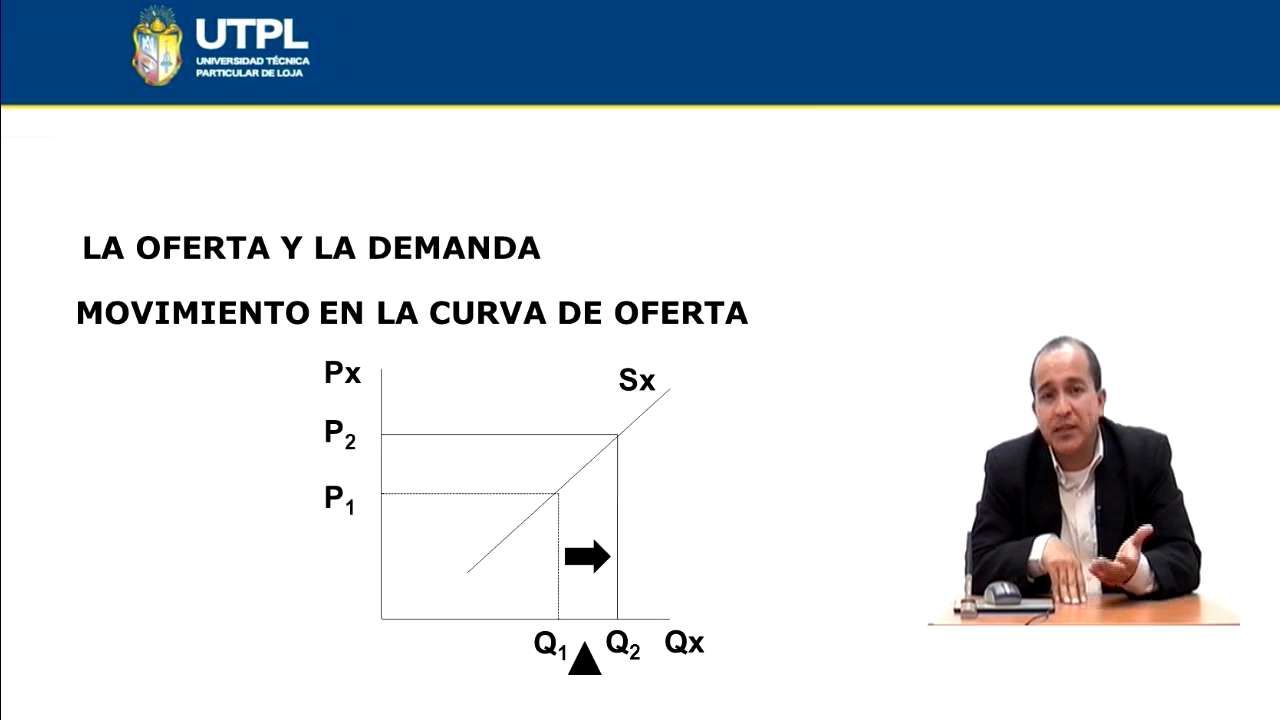 UTPL
UNIVERSIDAD TÉCNICA
PARTICULAR DE LOJA
LA OFERTA Y LA DEMANDA
MOVIMIENTO EN LA CURVA DE OFERTA
Px
Sx
P2
P1
Q1
Q2
Qx